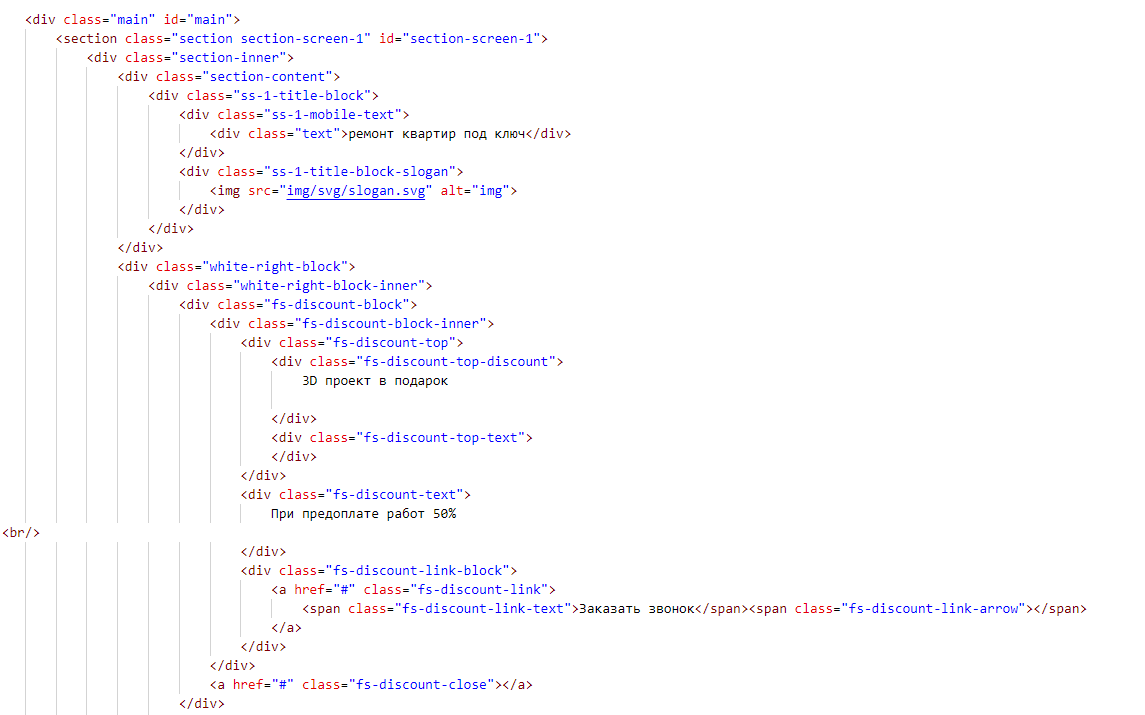 <div class="main" id="main">
<section class="section section-screen-1" id="section-screen-1">
<div class="section-inner">
<div class="section-content">
<div class="ss-1-title-block">
<div class="ss-1-mobile-text">
<div class="text">ремонт квартир под ключ</div>
</div>
<div class="ss-1-title-block-slogan">
<img src="img/svg/slogan.svg" alt="img">
</div>
</div>
</div>
<div class="white-right-block">
<div class="white-right-block-inner">
<div class="fs-discount-block">
<div class="fs-discount-block-inner">
<div class="fs-discount-top">
<div class="fs-discount-top-discount">
3D проект в подарок
</div>
<div class="fs-discount-top-text">
</div>
</div>
<div class="fs-discount-text">
При предоплате работ 50%
<br/>
</div>
<div class="fs-discount-link-block">
<a href="#" class="fs-discount-link">
<span class="fs-discount-link-text">Заказать звонок</span><span class="fs-discount-link-arrow"></span>
</a>
</div>
</div>
<a href="#" class="fs-discount-close"></a>
</div>